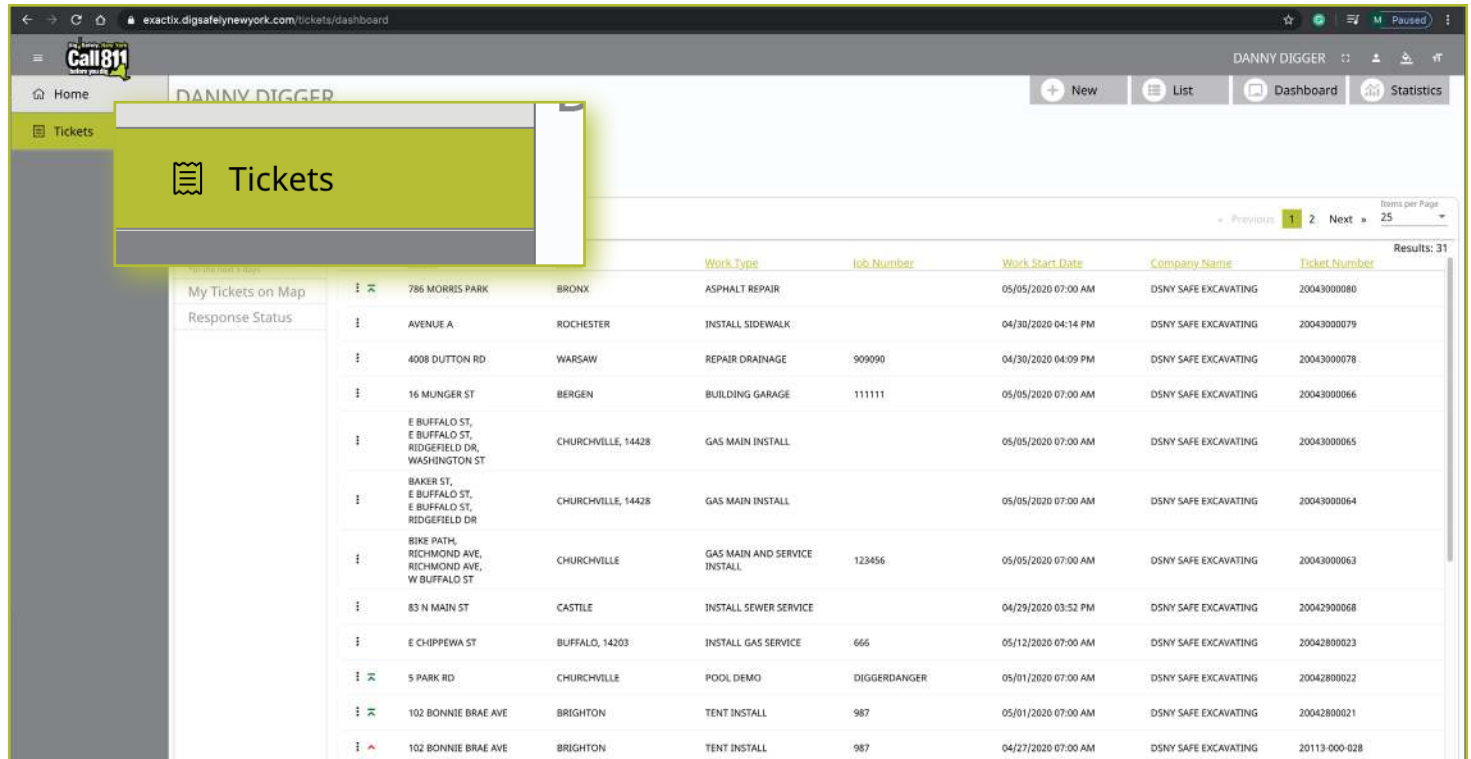 exactix.digsafelynewyork.com/tickets/dashboard
M Paused
Dig Safely. New York
Call 811
before you dig
DANNY DIGGER
Home
DANNY DIGGER
New
List
Dashboard
Statistics
Tickets
Tickets
« Previous 1 2 Next »
Items per Page
25
Results: 31
*In the next 5 days
Work Type Job Number Work Start Date Company Name Ticket Number
My Tickets on Map
Response Status
786 MORRIS PARK BRONX ASPHALT REPAIR 05/05/2020 07:00 AM DSNY SAFE EXCAVATING 20043000080
AVENUE A ROCHESTER INSTALL SIDEWALK 04/30/2020 04:14 PM DSNY SAFE EXCAVATING 20043000079
4008 DUTTON RD WARSAW REPAIR DRAINAGE 909090 04/30/2020 04:09 PM DSNY SAFE EXCAVATING 20043000078
16 MUNGER ST BERGEN BUILDING GARAGE 111111 05/05/2020 07:00 AM DSNY SAFE EXCAVATING 20043000066
E BUFFALO ST,
E BUFFALO ST,
RIDGEFIELD DR,
WASHINGTON ST
CHURCHVILLE, 14428 GAS MAIN INSTALL 05/05/2020 07:00 AM DSNY SAFE EXCAVATING 20043000065
BAKER ST,
E BUFFALO ST,
E BUFFALO ST,
RIDGEFIELD DR
CHURCHVILLE, 14428 GAS MAIN INSTALL 05/05/2020 07:00 AM DSNY SAFE EXCAVATING 20043000064
BIKE PATH,
RICHMOND AVE,
RICHMOND AVE,
W BUFFALO ST
CHURCHVILLE
GAS MAIN AND SERVICE
INSTALL
123456 05/05/2020 07:00 AM DSNY SAFE EXCAVATING 20043000063
83 N MAIN ST CASTILE INSTALL SEWER SERVICE 04/29/2020 03:52 PM DSNY SAFE EXCAVATING 20042900068
E CHIPPEWA ST BUFFALO, 14203 INSTALL GAS SERVICE 666 05/12/2020 07:00 AM DSNY SAFE EXCAVATING 20042800023
5 PARK RD CHURCHVILLE POOL DEMO DIGGERDANGER 05/01/2020 07:00 AM DSNY SAFE EXCAVATING 20042800022
102 BONNIE BRAE AVE BRIGHTON TENT INSTALL 987 05/01/2020 07:00 AM DSNY SAFE EXCAVATING 20042800021
102 BONNIE BRAE AVE BRIGHTON TENT INSTALL 987 04/27/2020 07:00 AM DSNY SAFE EXCAVATING 20113-000-028